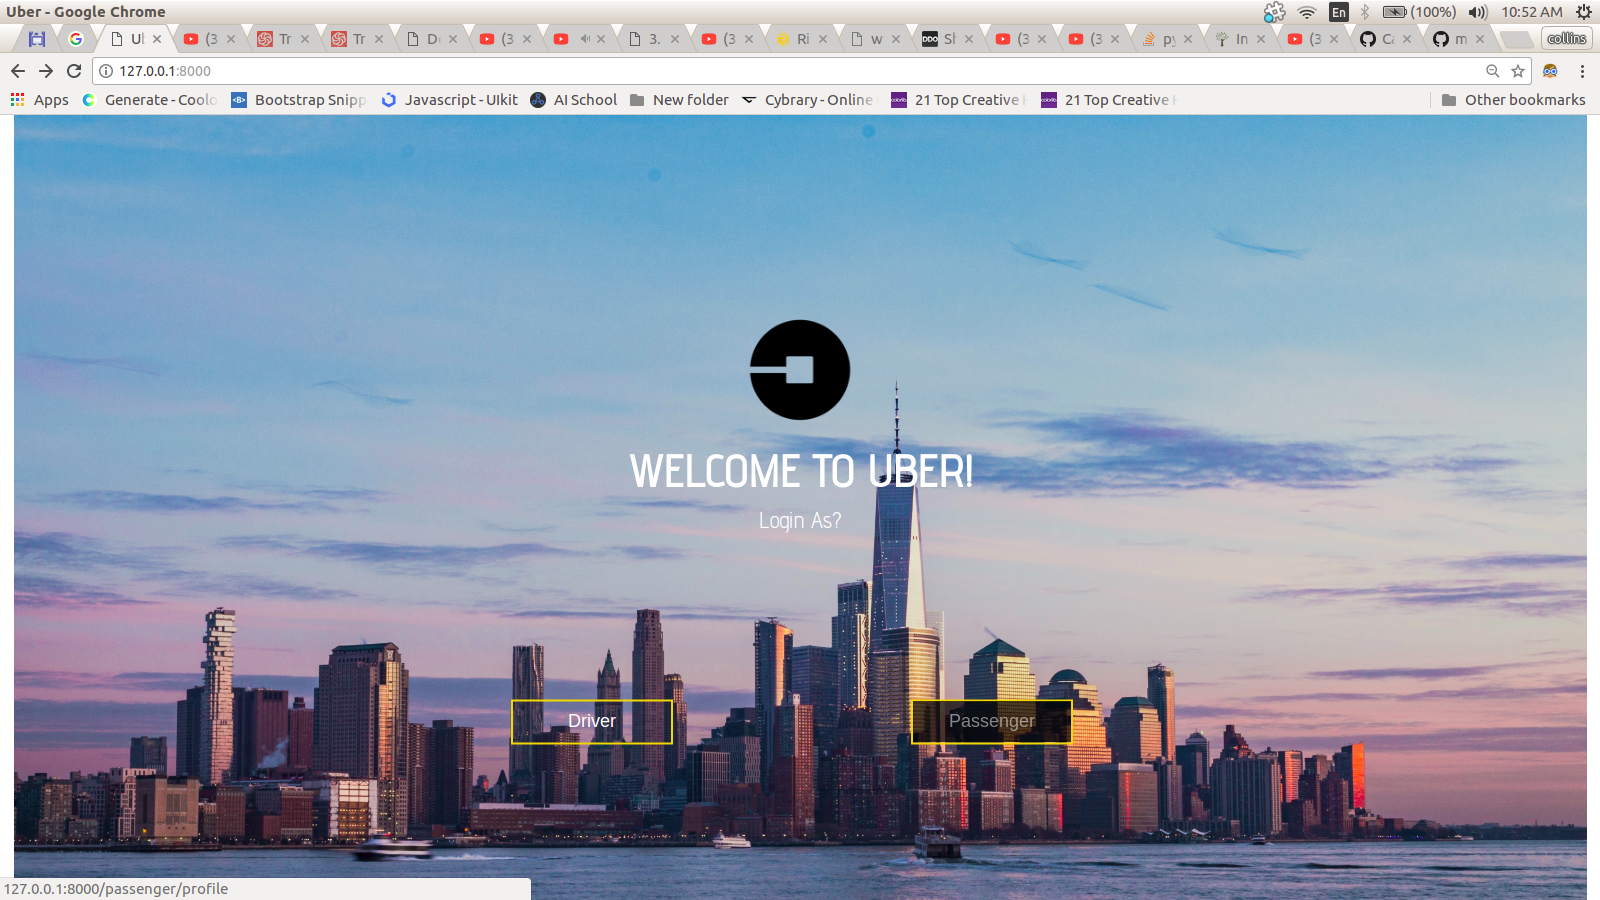 Uber - Google Chrome
En
(100%)
10:52 AM
Ul
(3
Tr
Tr
D
(3
3.
(3
Ri
w
DDO
Sh
(3
(3
py
In
(3
Ca
m
collins
127.0.0.1:8000
Apps
Generate - Coolo
Bootstrap Snipp
Javascript - UIkit
AI School
New folder
Cybrary - Online
21 Top Creative
21 Top Creative
Other bookmarks
WELCOME TO UBER!
Login As?
Driver
Passenger
127.0.0.1:8000/passenger/profile